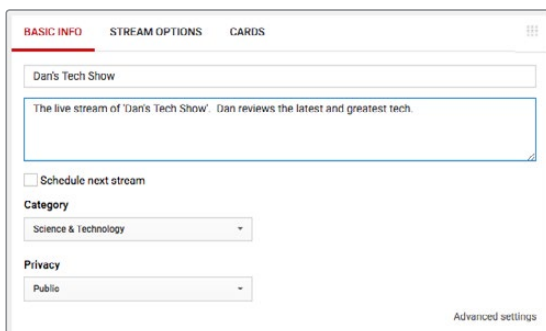 BASIC INFO STREAM OPTIONS CARDS
Dan's Tech Show
The live stream of 'Dan's Tech Show'. Dan reviews the latest and greatest tech.
Schedule next stream
Category
Science & Technology
Privacy
Public
Advanced settings